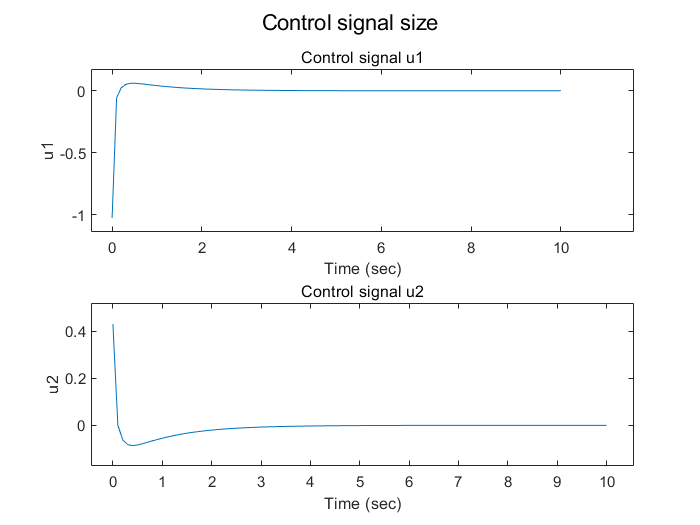 Control signal size
Control signal u1
0
-0.5
-1
u1
0 2 4 6 8 10
Time (sec)
Control signal u2
0.4
0.2
0
u2
0 1 2 3 4 5 6 7 8 9 10
Time (sec)